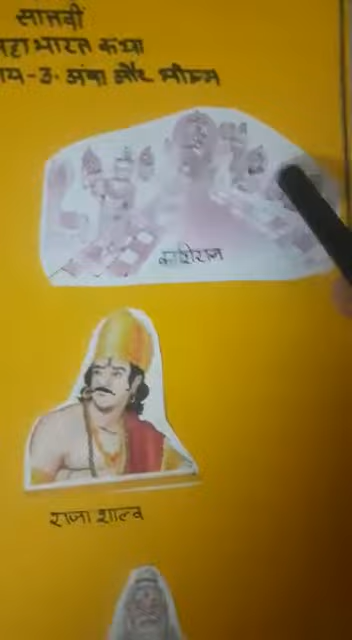 सातवीं
महाभारत कथा
पाठ-3. अंबा और भीष्म
काशीराज
राजा शाल्व